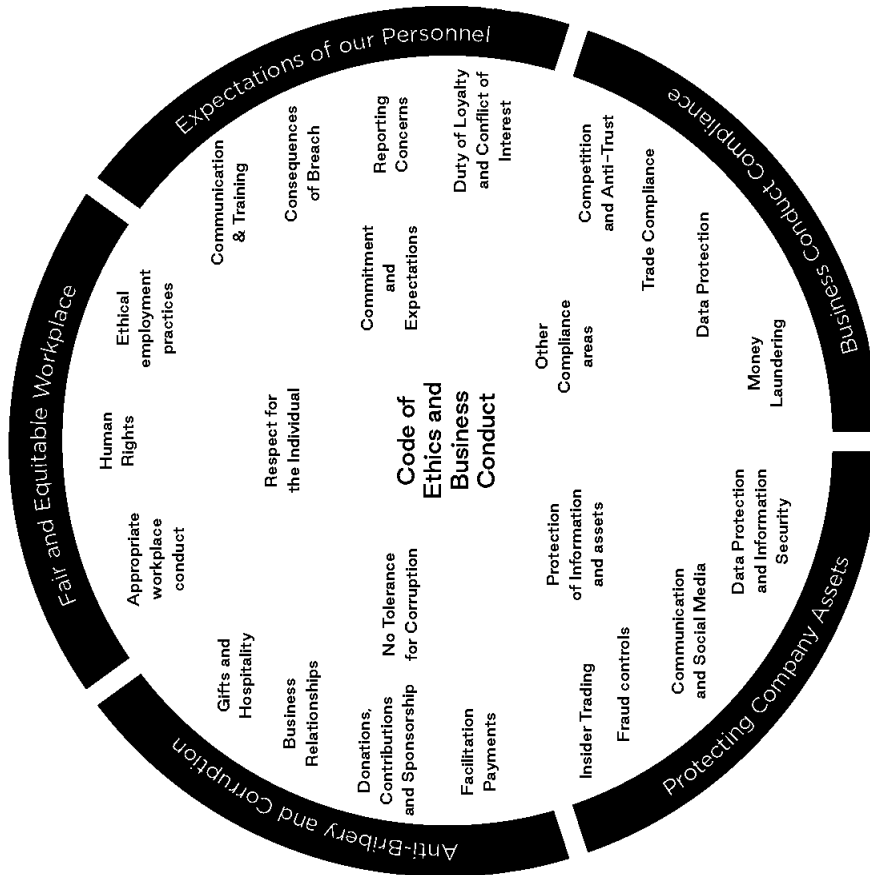 Fair and Equitable Workplace
Appropriate
workplace
conduct
Human
Rights
Ethical
employment
practices
Respect for
the Individual
Expectations of our Personnel
Communication
& Training
Consequences
of Breach
Reporting
Concerns
Duty of Loyalty
and Conflict of
Interest
Commitment
and
Expectations
Business Conduct Compliance
Competition
and Anti-Trust
Trade Compliance
Data Protection
Money
Laundering
Other
Compliance
areas
Code of
Ethics and
Business
Conduct
Protecting Company Assets
Protection
of Information
and assets
Data Protection
and Information
Security
Communication
and Social Media
Fraud controls
Insider Trading
Anti-Bribery and Corruption
No Tolerance
for Corruption
Gifts and
Hospitality
Business
Relationships
Donations,
Contributions
and Sponsorship
Facilitation
Payments